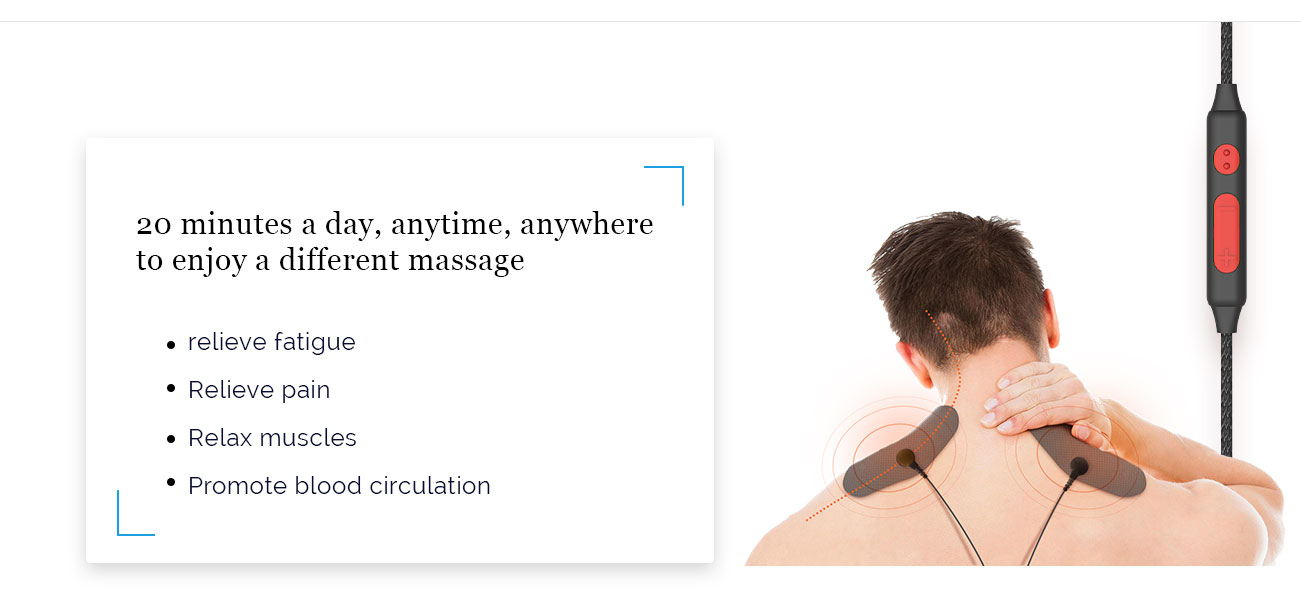 20 minutes a day, anytime, anywhere
to enjoy a different massage
relieve fatigue
Relieve pain
Relax muscles
Promote blood circulation